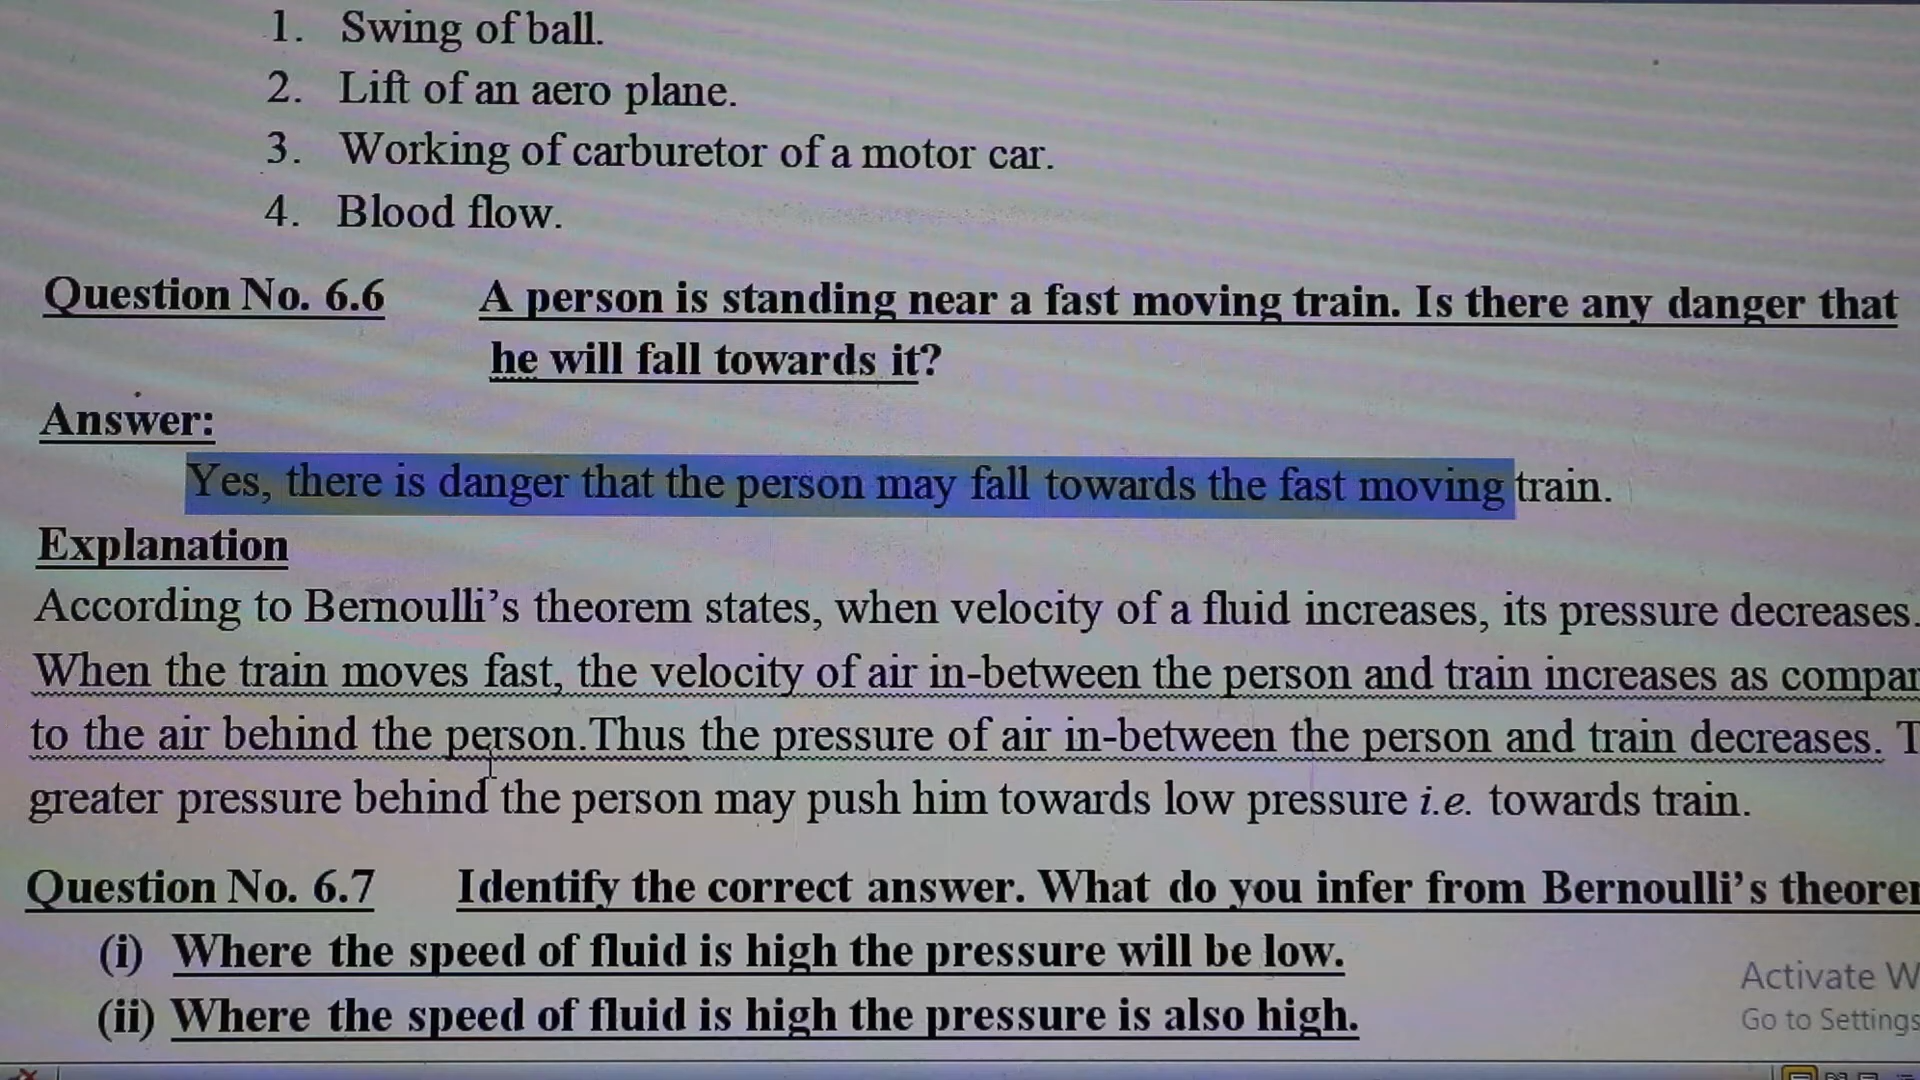 1. Swing of ball.
2. Lift of an aero plane.
3. Working of carburetor of a motor car.
4. Blood flow.
Question No. 6.6 A person is standing near a fast moving train. Is there any danger that
he will fall towards it?
Answer:
Yes, there is danger that the person may fall towards the fast moving train.
Explanation
According to Bernoulli's theorem states, when velocity of a fluid increases, its pressure decreases.
When the train moves fast, the velocity of air in-between the person and train increases as compar
to the air behind the person.Thus the pressure of air in-between the person and train decreases. T
greater pressure behind the person may push him towards low pressure i.e. towards train.
Question No. 6.7 Identify the correct answer. What do you infer from Bernoulli's theorem
(i) Where the speed of fluid is high the pressure will be low.
(ii) Where the speed of fluid is high the pressure is also high.
Activate W
Go to Settings